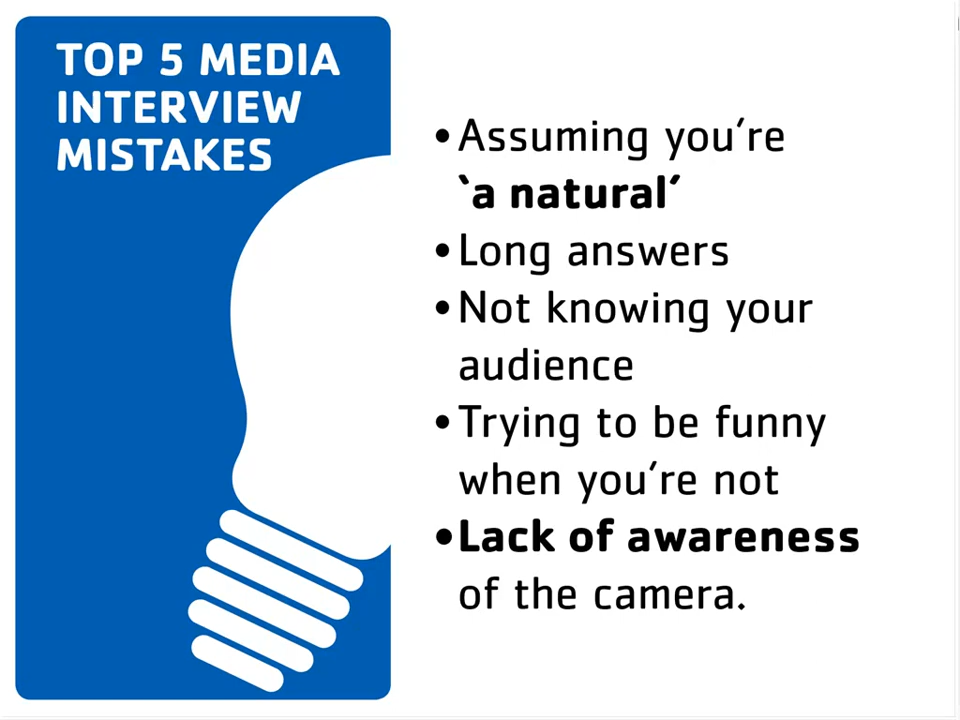 TOP 5 MEDIA
INTERVIEW
MISTAKES
•Assuming you´re
`a natural´
•Long answers
•Not knowing your
audience
•Trying to be funny
when you´re not
•Lack of awareness
of the camera.